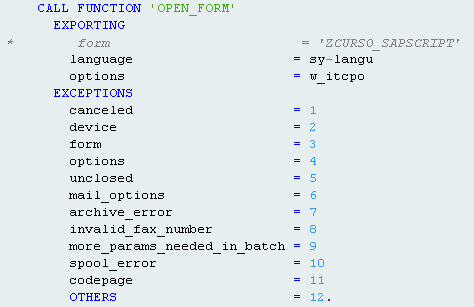 CALL FUNCTION 'OPEN_FORM'
EXPORTING
* form = 'ZCURSO_SAPSCRIPT'
language = sy-langu
options = w_itcpo
EXCEPTIONS
canceled = 1
device = 2
form = 3
options = 4
unclosed = 5
mail_options = 6
archive_error = 7
invalid_fax_number = 8
more_params_needed_in_batch = 9
spool_error = 10
codepage = 11
OTHERS = 12.